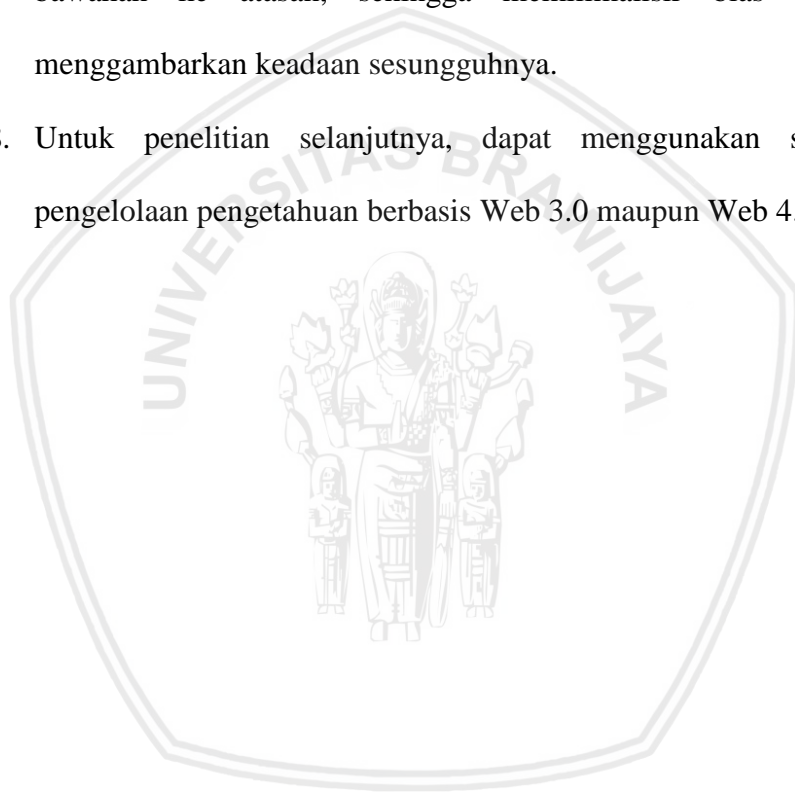 menggambarkan keadaan sesungguhnya.
Untuk penelitian selanjutnya, dapat menggunakan
pengelolaan pengetahuan berbasis Web 3.0 maupun Web 4.
UNIVERSITAS BRAWIJAYA